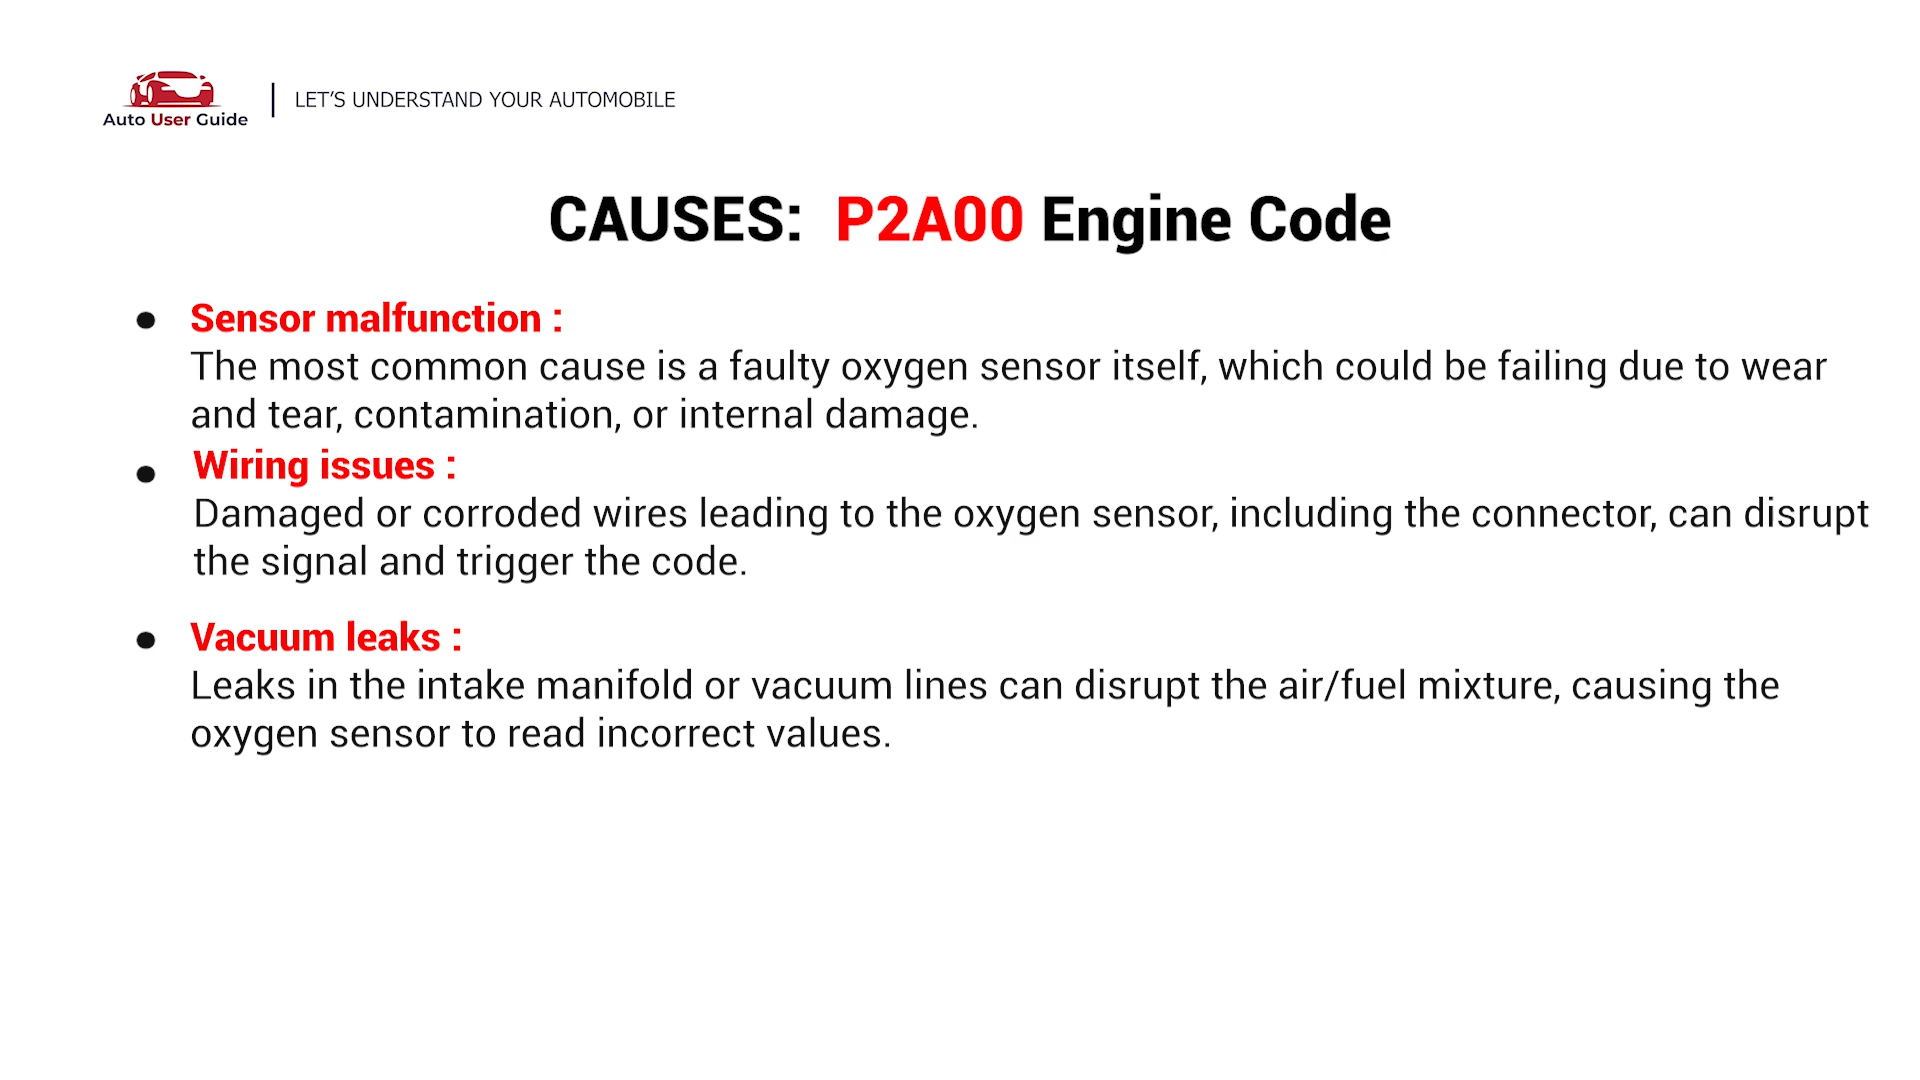 Auto User Guide
LET'S UNDERSTAND YOUR AUTOMOBILE
CAUSES: P2A00 Engine Code
• Sensor malfunction :
The most common cause is a faulty oxygen sensor itself, which could be failing due to wear
and tear, contamination, or internal damage.
• Wiring issues :
Damaged or corroded wires leading to the oxygen sensor, including the connector, can disrupt
the signal and trigger the code.
• Vacuum leaks :
Leaks in the intake manifold or vacuum lines can disrupt the air/fuel mixture, causing the
oxygen sensor to read incorrect values.